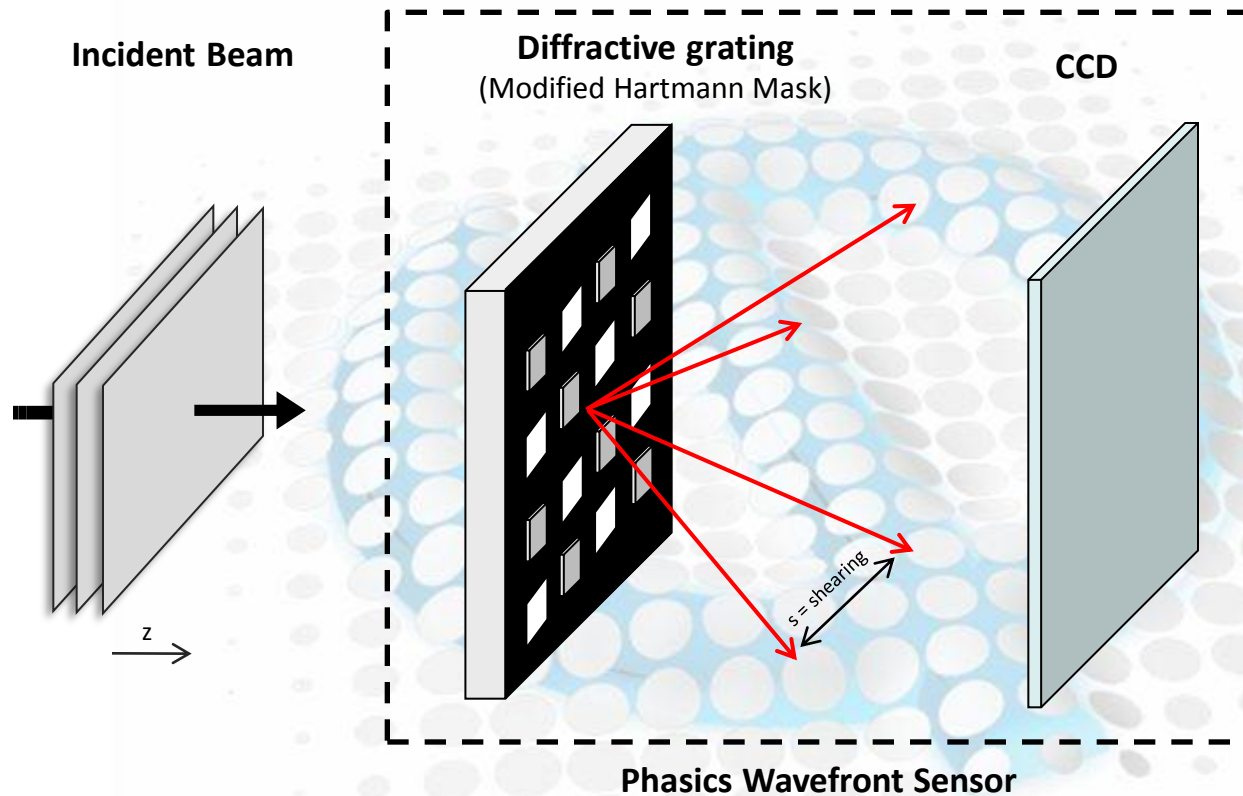 Incident Beam
Diffractive grating
(Modified Hartmann Mask)
CCD
s = shearing
z
Phasics Wavefront Sensor